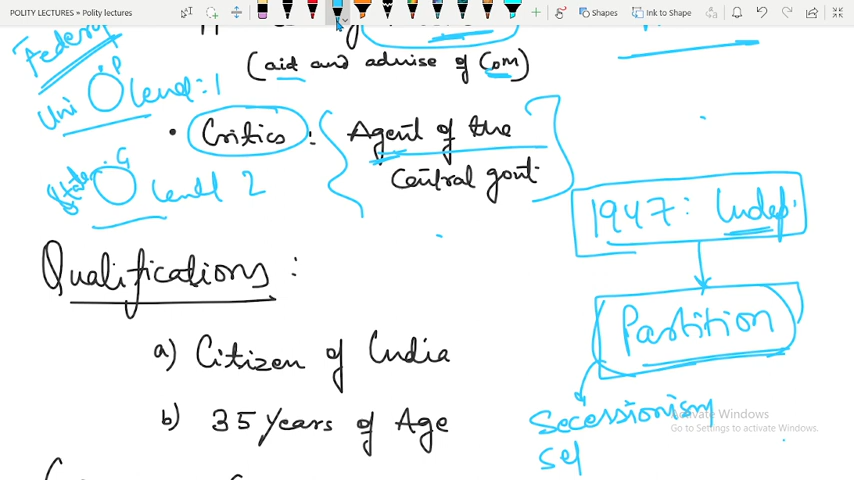 POLITY LECTURES » Polity lectures
Shapes
Ink to Shape
Federa
(aid and advise of COM)
P
Uni Level: 1
• Critics : Agent of the
Central govt
State G Level 2
1947: Indep.
Partition
Qualifications :
a) Citizen of India
b) 35 Years of Age
Secessionism
Sef
Activate Windows
Go to Settings to activate Windows.